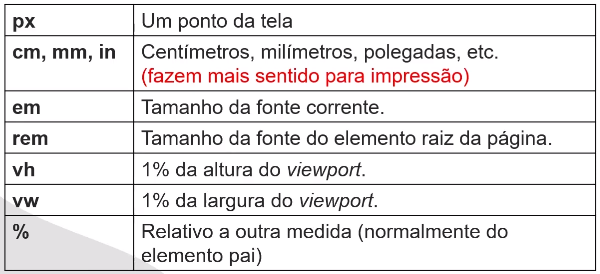 px Um ponto da tela
cm, mm, in Centímetros, milímetros, polegadas, etc.
(fazem mais sentido para impressão)
em Tamanho da fonte corrente.
rem Tamanho da fonte do elemento raiz da página.
vh 1% da altura do viewport.
vw 1% da largura do viewport.
% Relativo a outra medida (normalmente do
elemento pai)